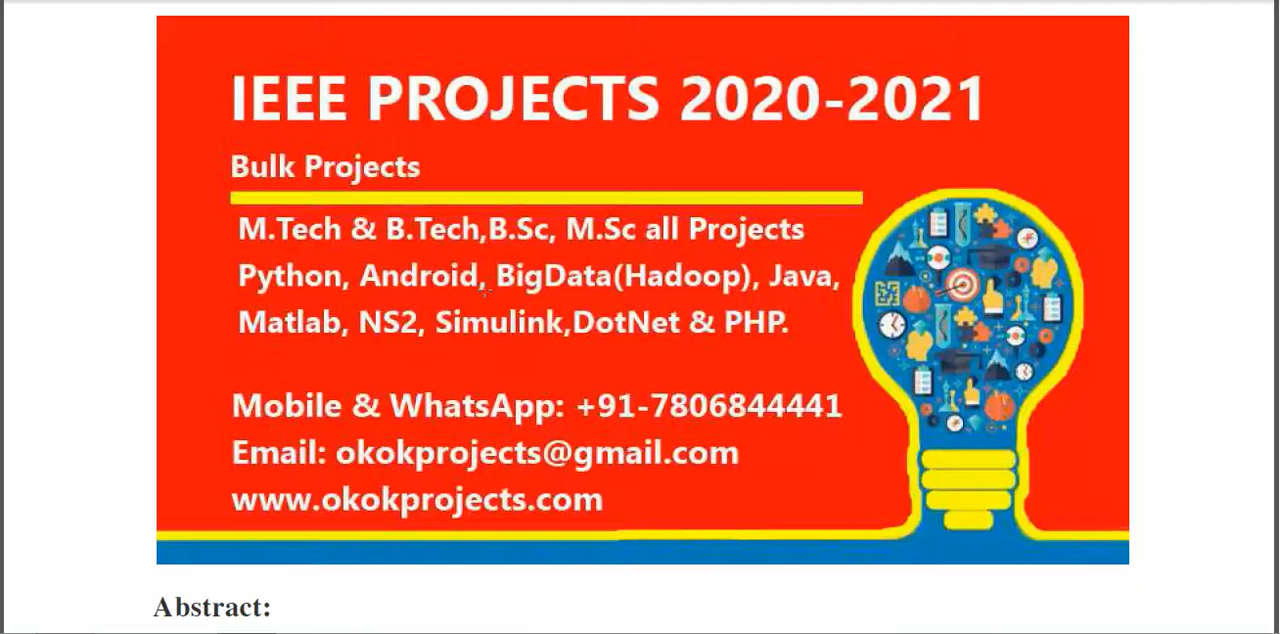 IEEE PROJECTS 2020-2021
Bulk Projects
M.Tech & B.Tech,B.Sc, M.Sc all Projects
Python, Android, BigData(Hadoop), Java,
Matlab, NS2, Simulink,DotNet & PHP.
Mobile & WhatsApp: +91-7806844441
Email: okokprojects@gmail.com
www.okokprojects.com
Abstract: